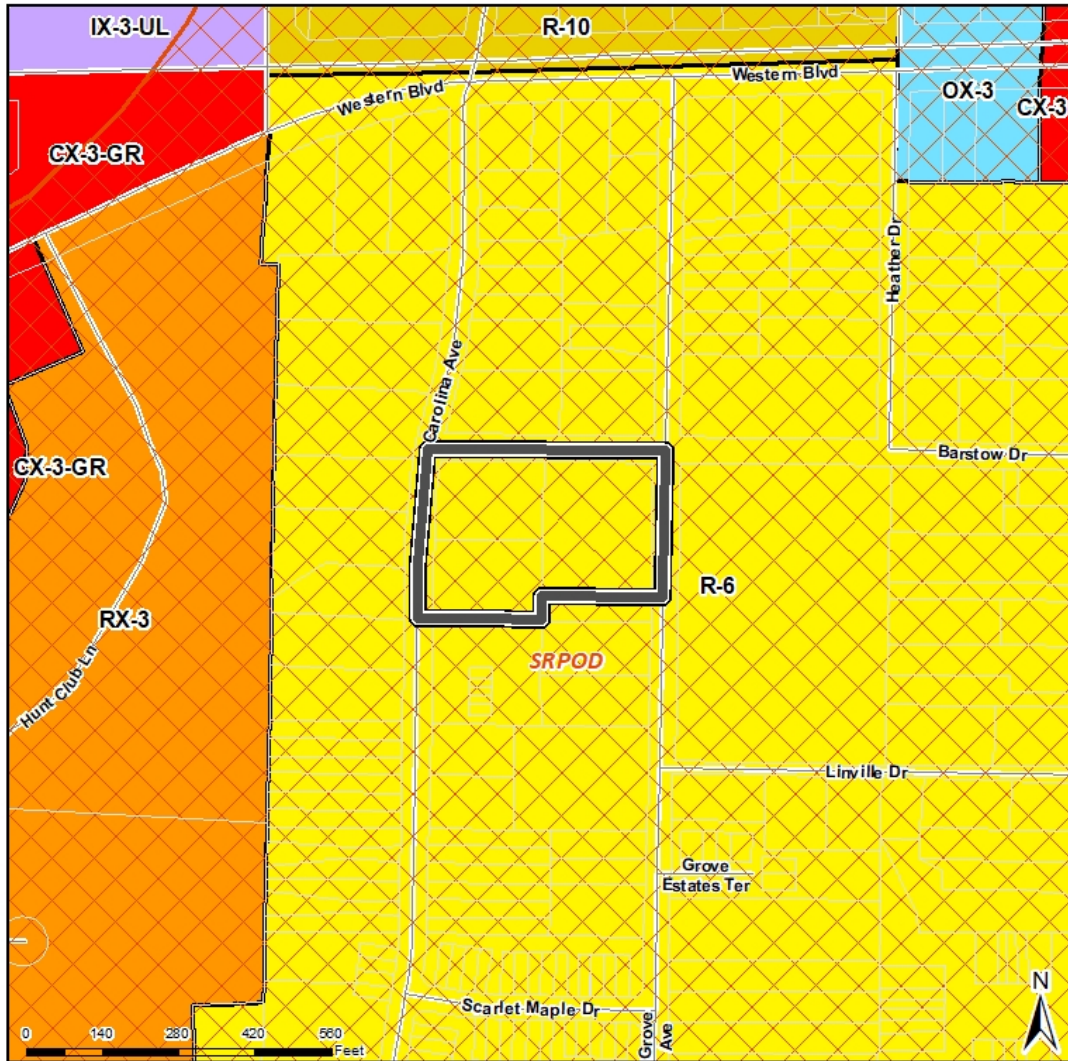 IX-3-UL
R-10
Western Blvd
Western Blvd
OX-3
CX-3
CX-3-GR
Heather Dr
Carolina Ave
CX-3-GR
Barstow Dr
R-6
RX-3
SRPOD
Hunt Club Ln
Linville Dr
Grove
Estates Ter
Scarlet Maple Dr
Grove
Ave
N
0 140 280 420 560
Feet